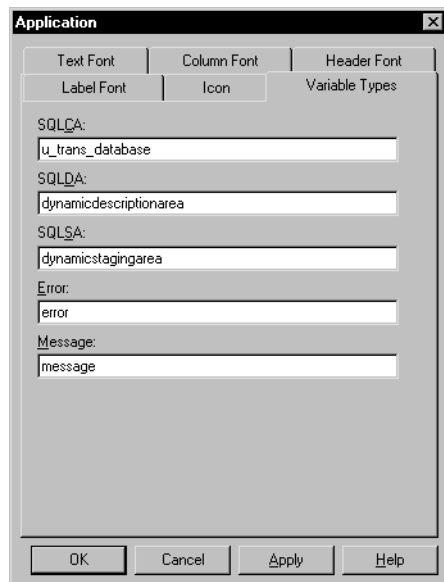 Application
Text Font Column Font Header Font
Label Font Icon Variable Types
SQLCA:
u_trans_database
SQLDA:
dynamicdescriptionarea
SQLSA:
dynamicstagingarea
Error:
error
Message:
message
OK Cancel Apply Help